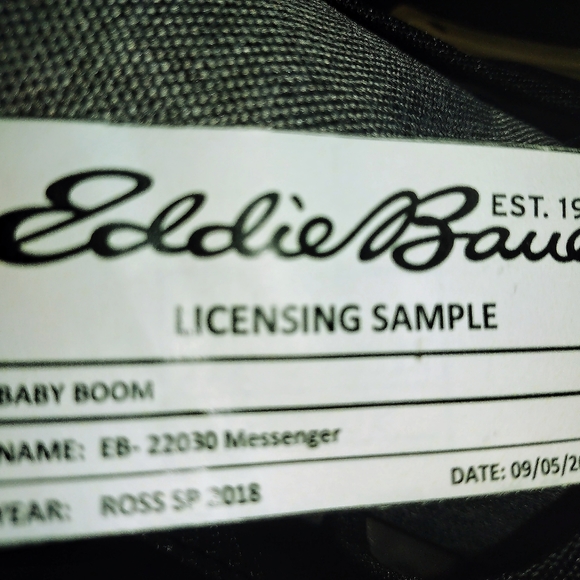 Eddie Baue
EST. 19
LICENSING SAMPLE
BABY BOOM
NAME: EB- 22030 Messenger
YEAR: ROSS SP 2018
DATE: 09/05/20